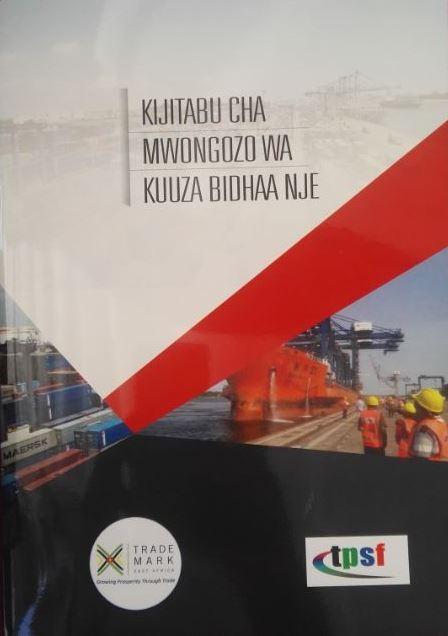 KIJITABU CHA
MWONGOZO WA
KUUZA BIDHAA NJE
MAERSK
TRADE
MARK
EAST AFRICA
Growing Prosperity Through Trade
tpsf